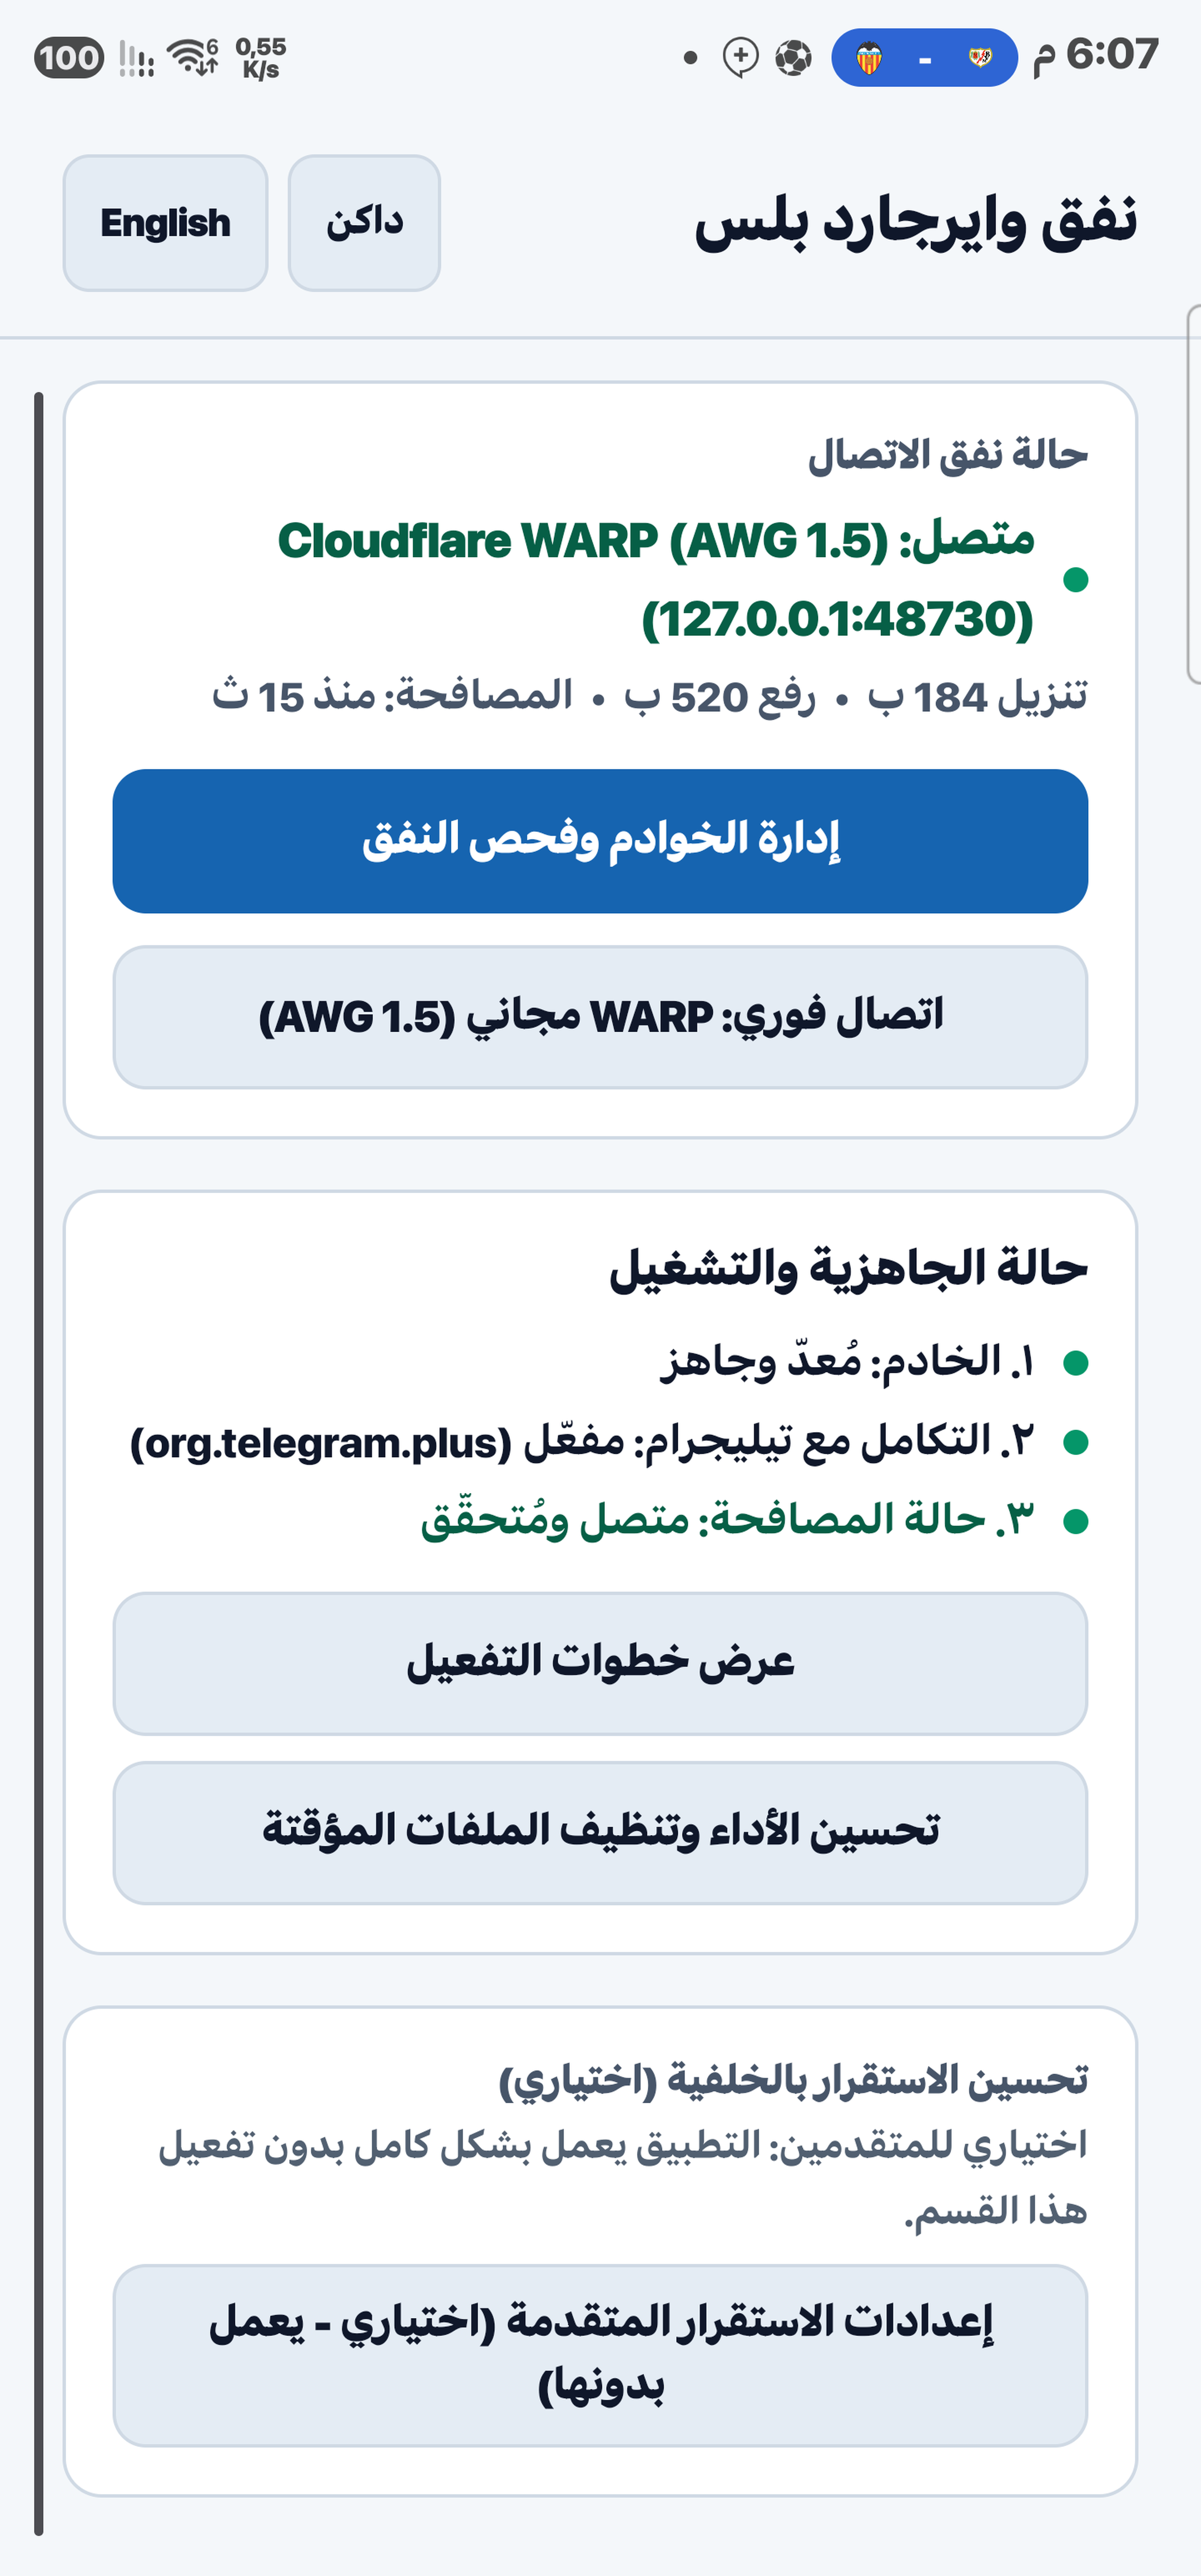 6:07 م
-
0,55
K/s
6
100
نفق وايرجارد بلس
داكن
English
حالة نفق الاتصال
متصل: Cloudflare WARP (AWG 1.5)
(127.0.0.1:48730)
تنزيل 184 ب • رفع 520 ب • المصافحة: منذ 15 ث
إدارة الخوادم وفحص النفق
اتصال فوري: WARP مجاني (AWG 1.5)
حالة الجاهزية والتشغيل
١. الخادم: مُعدّ وجاهز
٢. التكامل مع تيليجرام: مفعّل (org.telegram.plus)
٣. حالة المصافحة: متصل ومُتحقّق
عرض خطوات التفعيل
تحسين الأداء وتنظيف الملفات المؤقتة
تحسين الاستقرار بالخلفية (اختياري)
اختياري للمتقدمين: التطبيق يعمل بشكل كامل بدون تفعيل
هذا القسم.
إعدادات الاستقرار المتقدمة (اختياري - يعمل
بدونها)